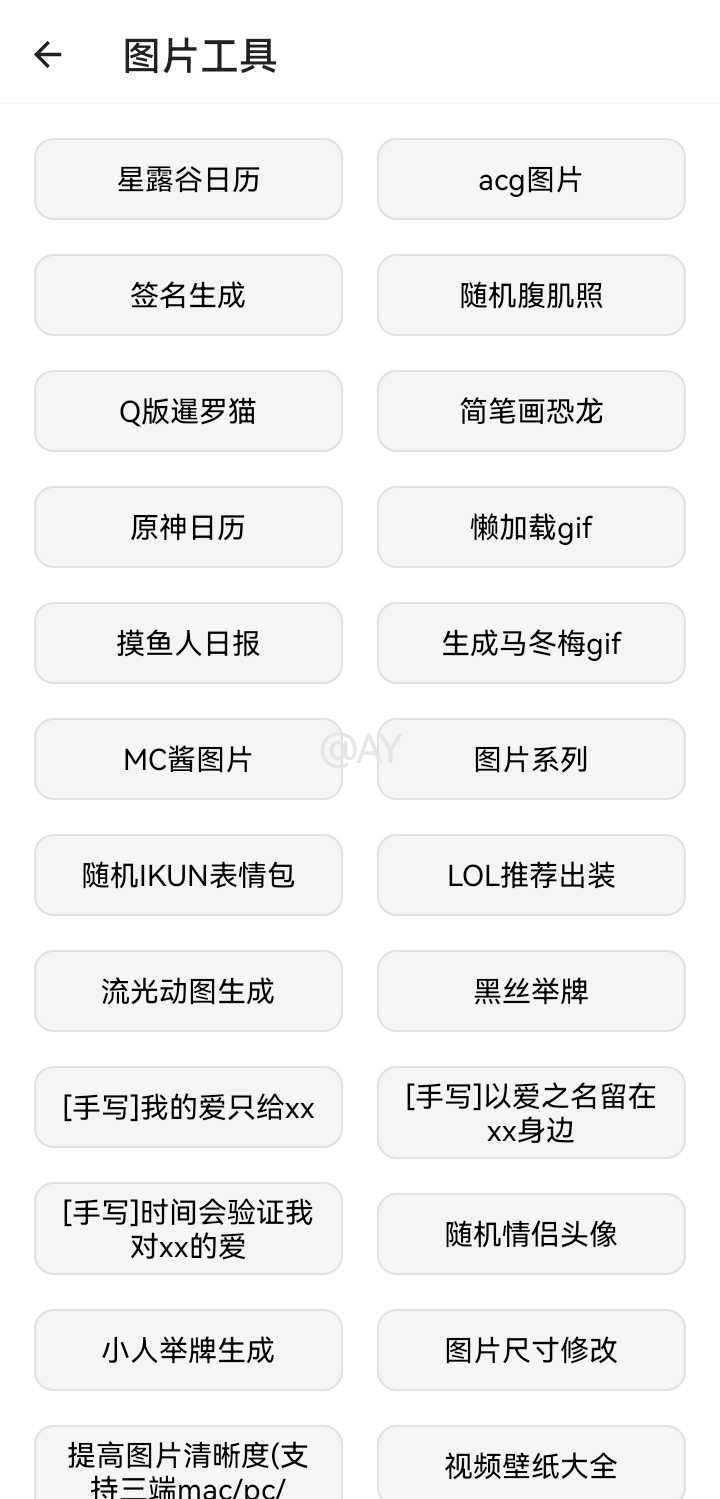 图片工具
星露谷日历
acg图片
签名生成
随机腹肌照
Q版暹罗猫
简笔画恐龙
原神日历
懒加载gif
摸鱼人日报
生成马冬梅gif
MC酱图片
@AY
图片系列
随机IKUN表情包
LOL推荐出装
流光动图生成
黑丝举牌
[手写]我的爱只给xx
[手写]以爱之名留在
xx身边
[手写]时间会验证我
对xx的爱
随机情侣头像
小人举牌生成
图片尺寸修改
提高图片清晰度(支
持三端mac/pc/
视频壁纸大全